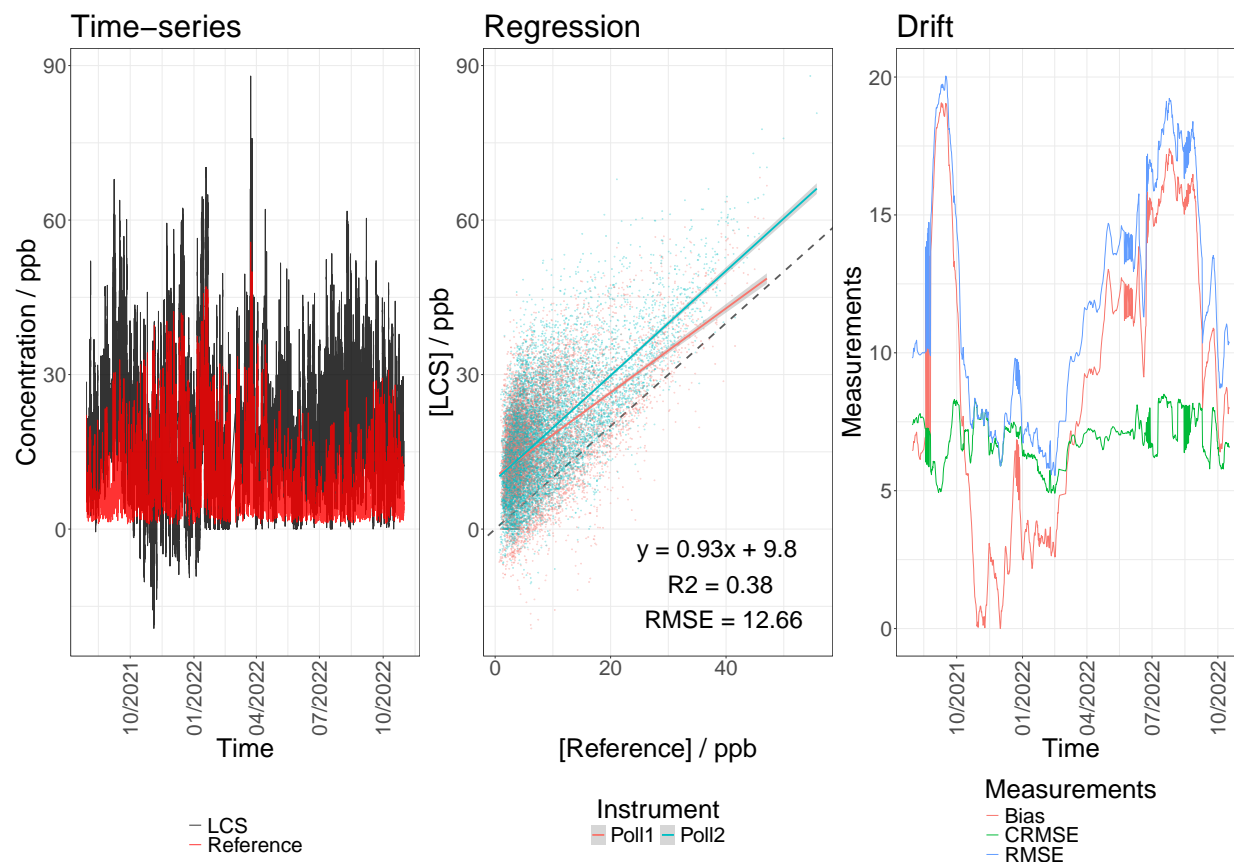 Time−series
Concentration / ppb
90
60
30
0
10/2021
01/2022
04/2022
07/2022
10/2022
Time
LCS
Reference
Regression
[LCS] / ppb
90
60
30
0
y = 0.93x + 9.8
R2 = 0.38
RMSE = 12.66
0 20 40
[Reference] / ppb
Instrument
Poll1 Poll2
Drift
Measurements
20
15
10
5
0
10/2021
01/2022
04/2022
07/2022
10/2022
Time
Measurements
Bias
CRMSE
RMSE